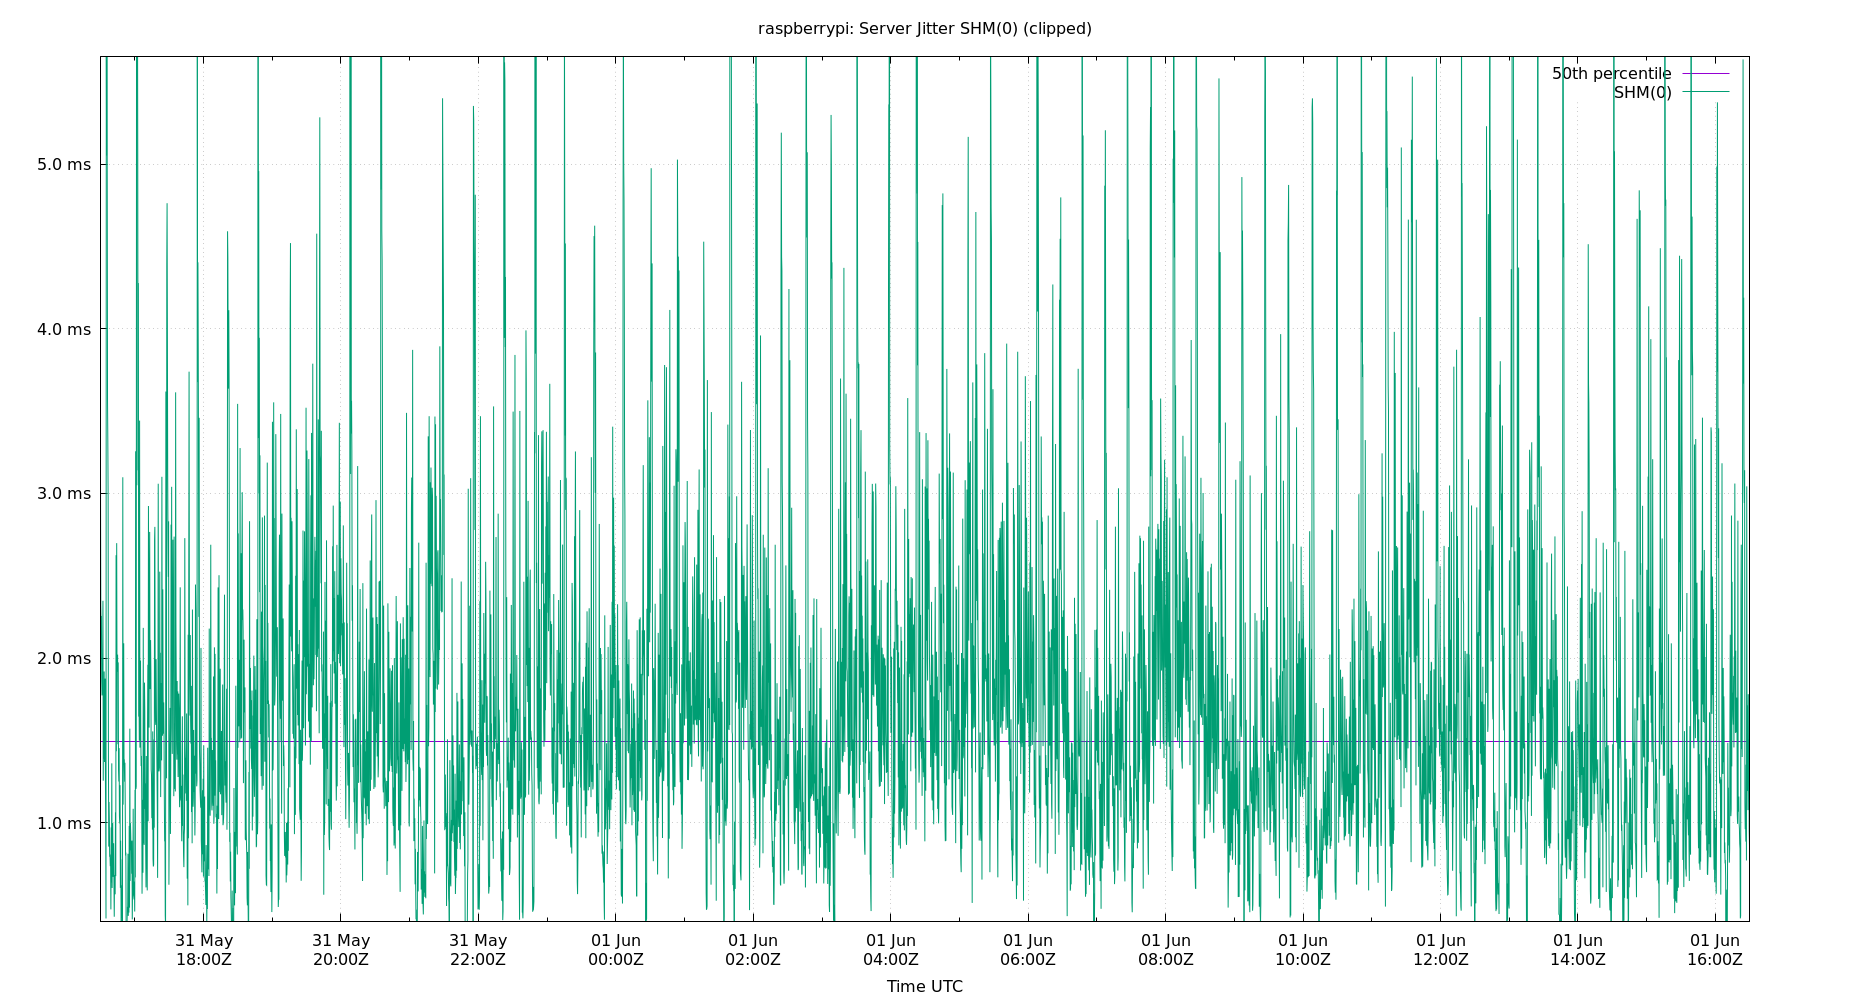 raspberrypi: Server Jitter SHM(0) (clipped)
50th percentile
SHM(0)
5.0 ms
4.0 ms
3.0 ms
2.0 ms
1.0 ms
31 May 31 May 31 May 01 Jun 01 Jun 01 Jun 01 Jun 01 Jun 01 Jun 01 Jun 01 Jun 01 Jun
18:00Z 20:00Z 22:00Z 00:00Z 02:00Z 04:00Z 06:00Z 08:00Z 10:00Z 12:00Z 14:00Z 16:00Z
Time UTC